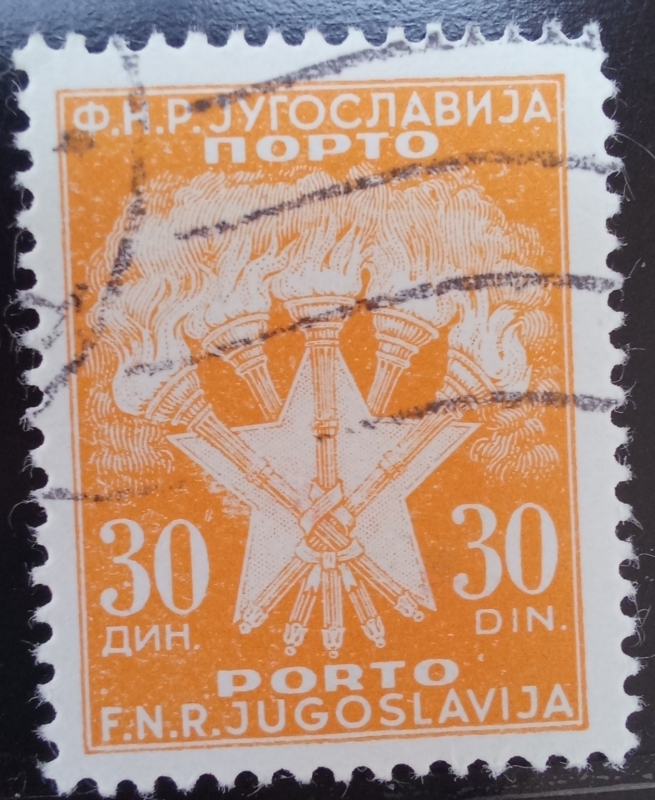 Ф.Н.Р. ЈУГОСЛАВИЈА
ПОРТО
30 30
ДИН. DIN.
PORTO
F.N.R. JUGOSLAVIJA